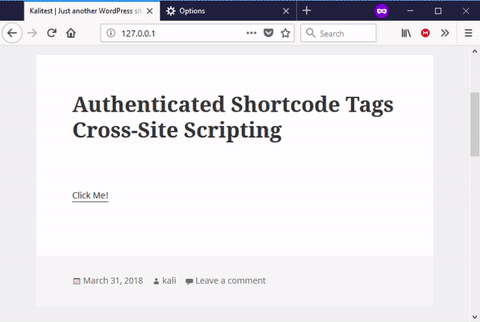 Kalitest | Just another WordPress sit
Options
127.0.0.1
Search
Authenticated Shortcode Tags
Cross-Site Scripting
Click Me!
March 31, 2018 kali Leave a comment